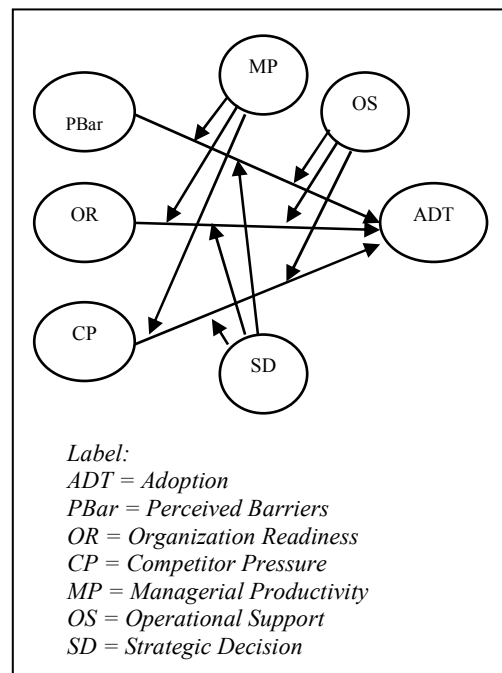 MP
OS
PBar
OR
ADT
CP
SD
Label:
ADT = Adoption
PBar = Perceived Barriers
OR = Organization Readiness
CP = Competitor Pressure
MP = Managerial Productivity
OS = Operational Support
SD = Strategic Decision